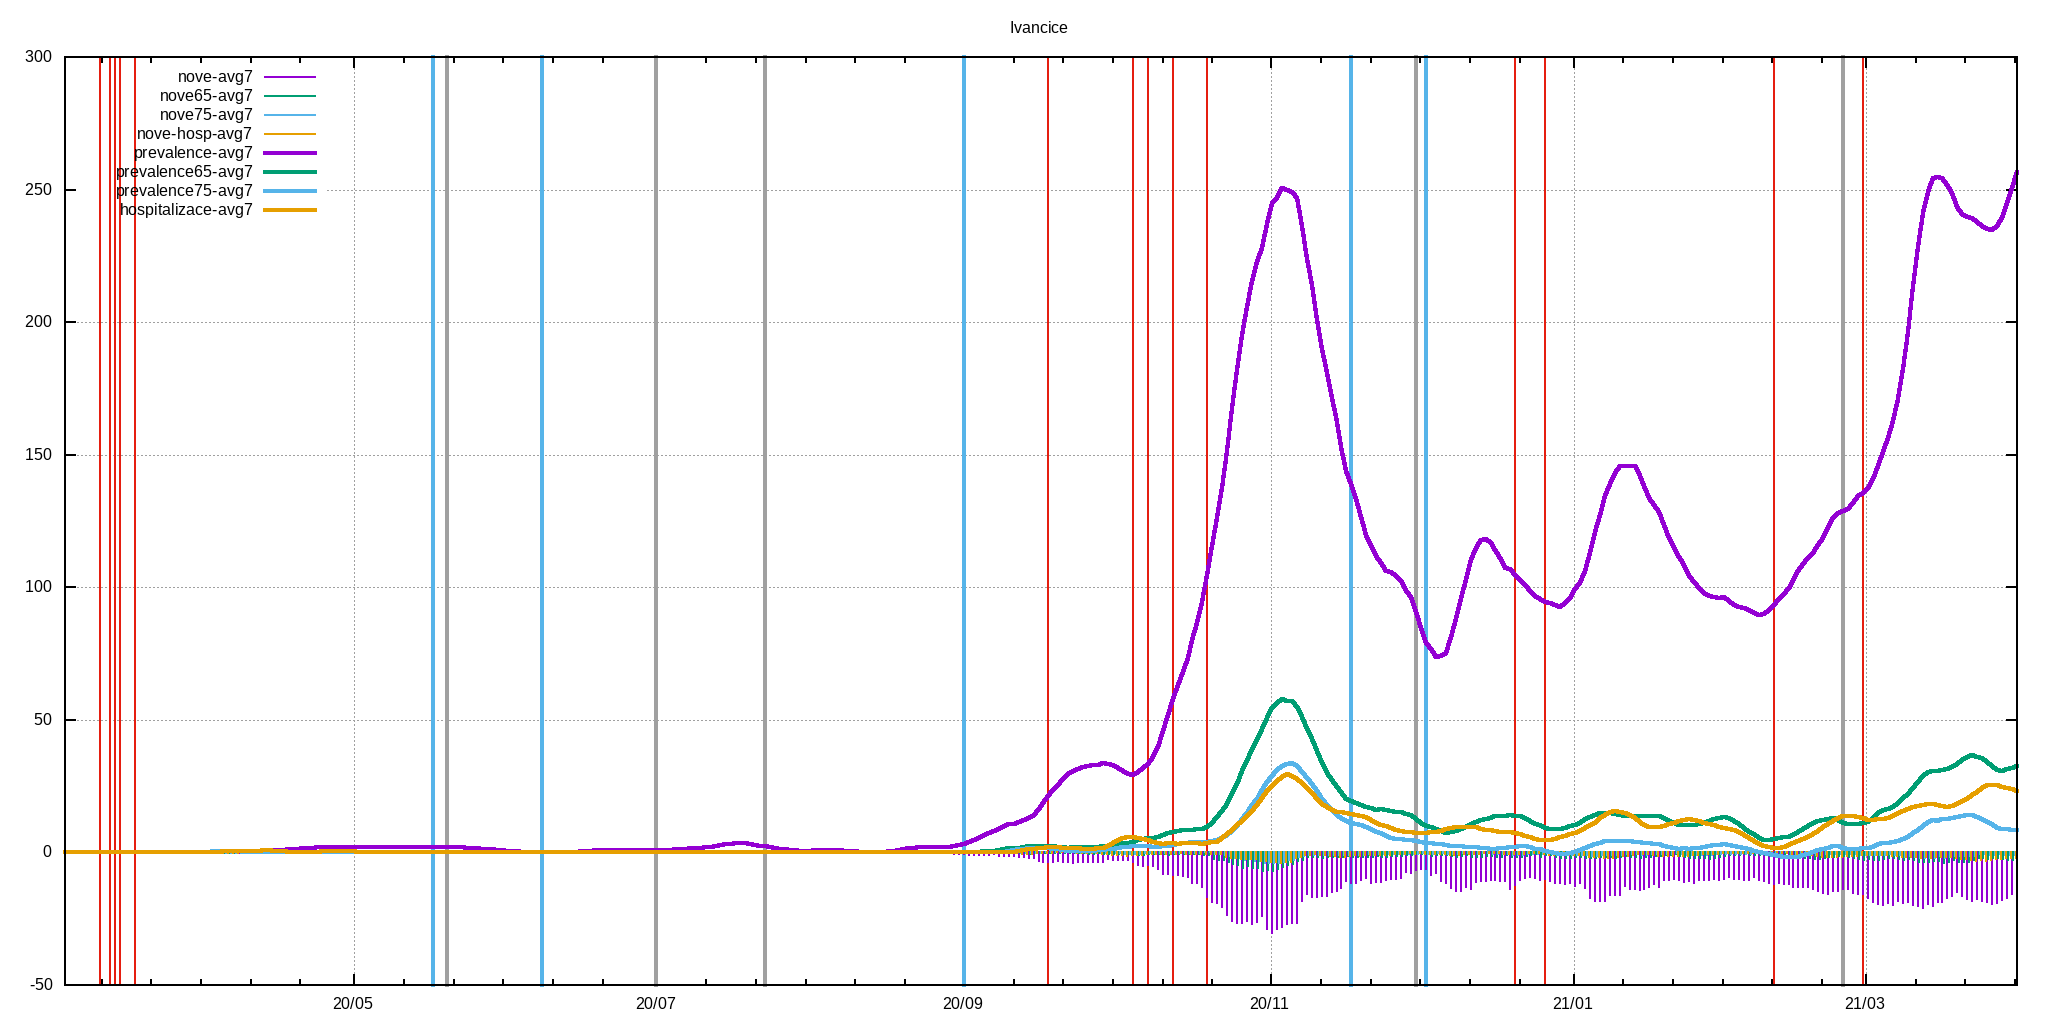 Ivancice
300
250
200
150
100
50
0
-50
nove-avg7
nove65-avg7
nove75-avg7
nove-hosp-avg7
prevalence-avg7
prevalence65-avg7
prevalence75-avg7
hospitalizace-avg7
20/05 20/07 20/09 20/11 21/01 21/03